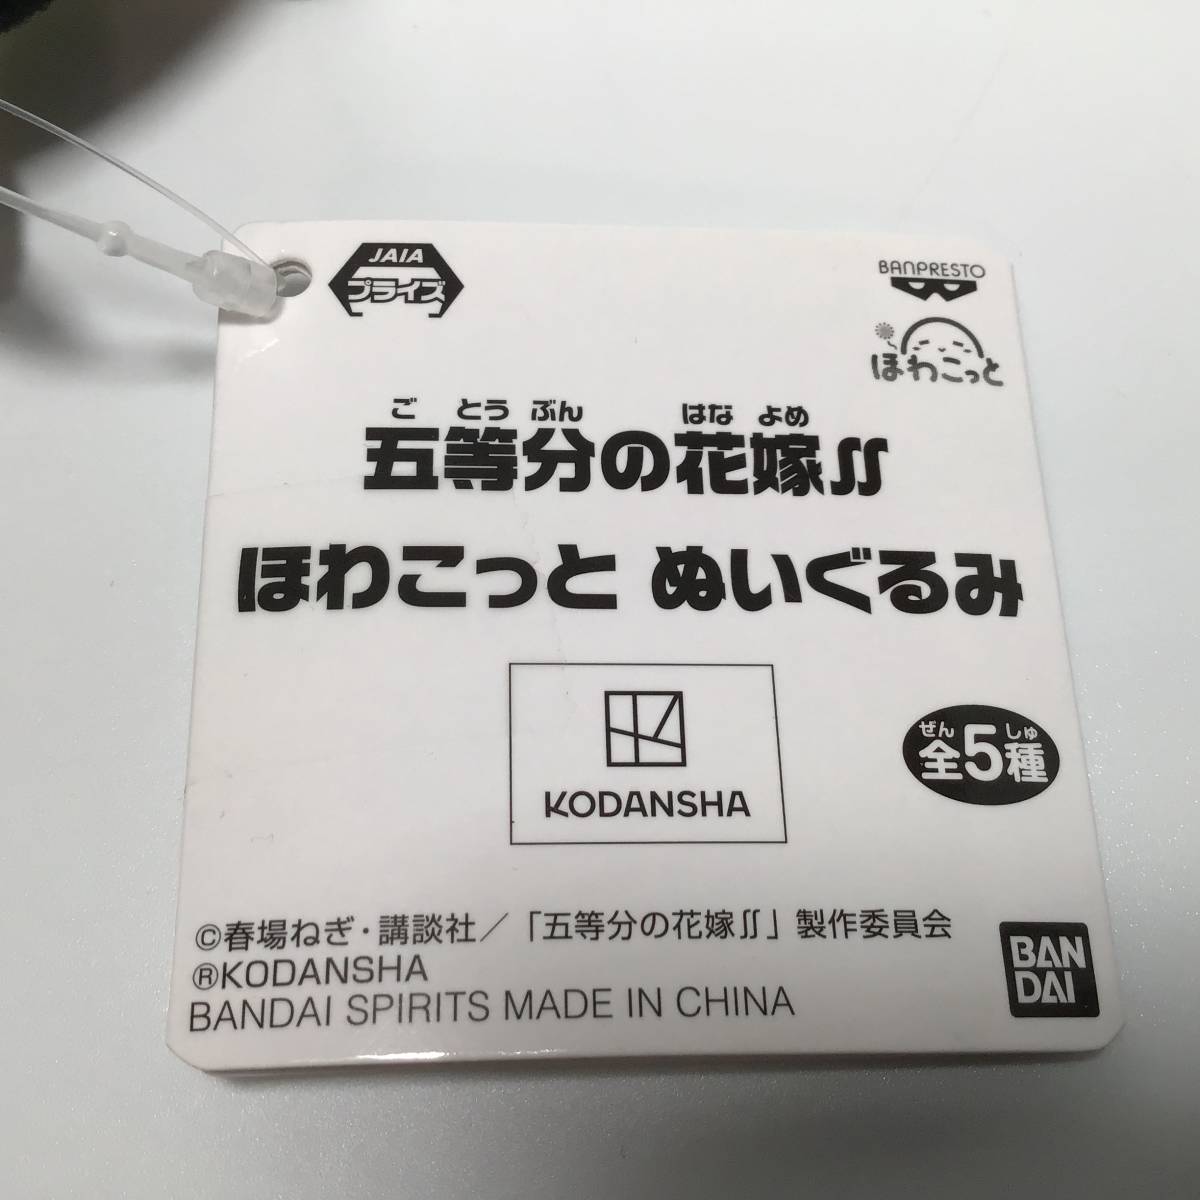 JAIA
プライズ
BANPRESTO
ほわこっと
ご とう ぶん はな よめ
五等分の花嫁∬
ほわこっと ぬいぐるみ
KODANSHA
ぜん しゅ
全5種
©春場ねぎ・講談社／「五等分の花嫁∬」製作委員会
®KODANSHA
BANDAI SPIRITS MADE IN CHINA
BAN
DAI